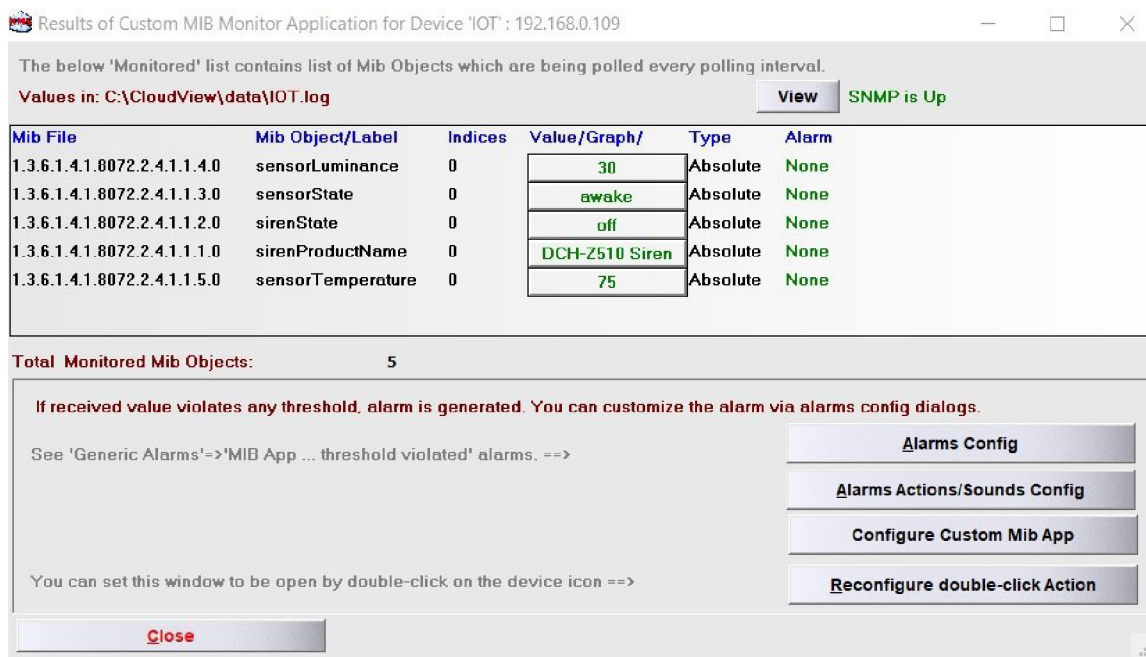 Results of Custom MIB Monitor Application for Device 'IOT' : 192.168.0.109
The below 'Monitored' list contains list of Mib Objects which are being polled every polling interval.
Values in: C:\CloudView\data\IOT.log View SNMP is Up
Mib File Mib Object/Label Indices Value/Graph/ Type Alarm
1.3.6.1.4.1.8072.2.4.1.1.4.0 sensorLuminance 0 30 Absolute None
1.3.6.1.4.1.8072.2.4.1.1.3.0 sensorState 0 awake Absolute None
1.3.6.1.4.1.8072.2.4.1.1.2.0 sirenState 0 off Absolute None
1.3.6.1.4.1.8072.2.4.1.1.1.0 sirenProductName 0 DCH-Z510 Siren Absolute None
1.3.6.1.4.1.8072.2.4.1.1.5.0 sensorTemperature 0 75 Absolute None
Total Monitored Mib Objects: 5
If received value violates any threshold, alarm is generated. You can customize the alarm via alarms config dialogs.
Alarms Config
See 'Generic Alarms'=>'MIB App ... threshold violated' alarms. ==>
Alarms Actions/Sounds Config
Configure Custom Mib App
You can set this window to be open by double-click on the device icon ==> Reconfigure double-click Action
Close